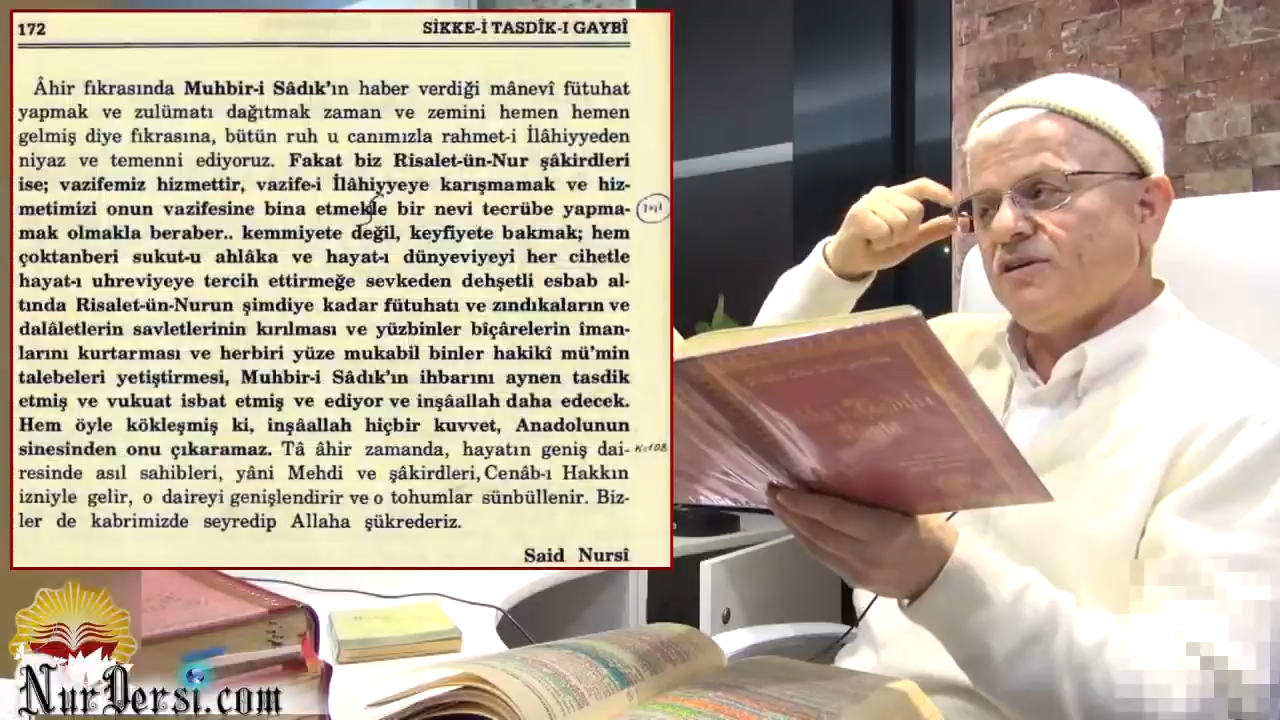 172 SİKKE-İ TASDÎK-I GAYBÎ
Âhir fıkrasında Muhbir-i Sâdık'ın haber verdiği mânevî fütuhat
yapmak ve zulümatı dağıtmak zaman ve zemini hemen hemen
gelmiş diye fıkrasına, bütün ruh u canımızla rahmet-i İlâhiyyeden
niyaz ve temenni ediyoruz. Fakat biz Risalet-ün-Nur şâkirdleri
ise; vazifemiz hizmettir, vazife-i İlâhiyyeye karışmamak ve hiz-
metimizi onun vazifesine bina etmekle bir nevi tecrübe yapma-
mak olmakla beraber.. kemmiyete değil, keyfiyete bakmak; hem
çoktanberi sukut-u ahlâka ve hayat-ı dünyeviyeyi her cihetle
hayat-ı uhreviyeye tercih ettirmeğe sevkeden dehşetli esbab al-
tında Risalet-ün-Nurun şimdiye kadar fütuhatı ve zındıkaların ve
dalâletlerin savletlerinin kırılması ve yüzbinler bîçârelerin îman-
larını kurtarması ve herbiri yüze mukabil binler hakikî mü'min
talebeleri yetiştirmesi, Muhbir-i Sâdık'ın ihbarını aynen tasdik
etmiş ve vukuat isbat etmiş ve ediyor ve inşâallah daha edecek.
Hem öyle kökleşmiş ki, inşâallah hiçbir kuvvet, Anadolunun
sinesinden onu çıkaramaz. Tâ âhir zamanda, hayatın geniş dai-
resinde asıl sahibleri, yâni Mehdi ve şâkirdleri, Cenâb-ı Hakkın
izniyle gelir, o daireyi genişlendirir ve o tohumlar sünbüllenir. Biz-
ler de kabrimizde seyredip Allaha şükrederiz.
Said Nursî
NurDersi.com